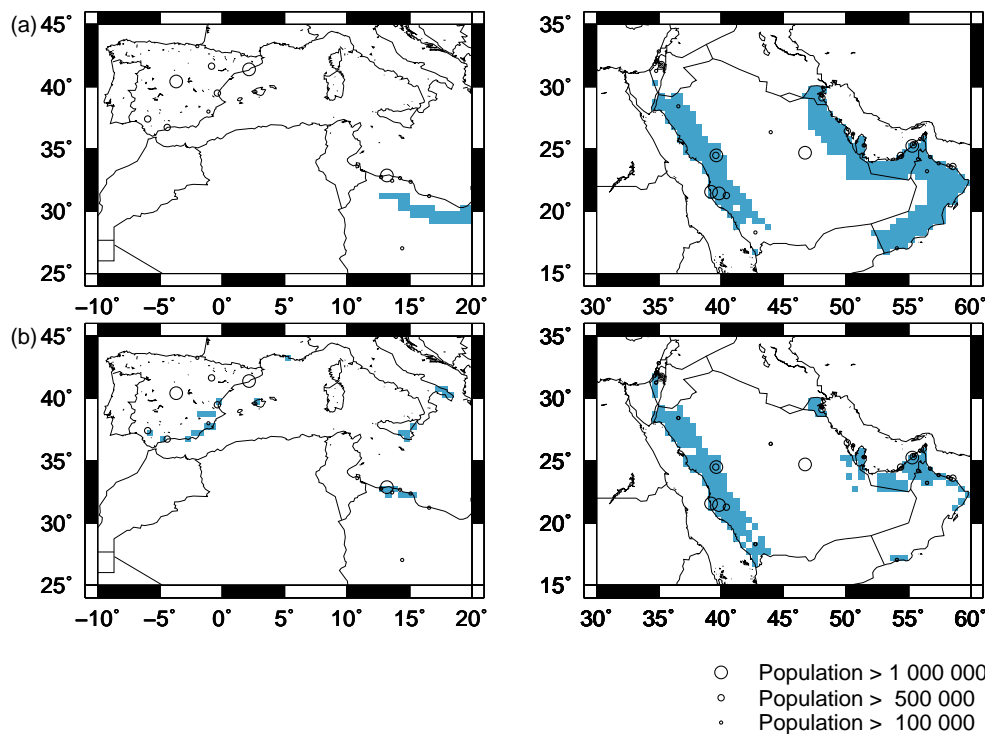 (a)
45° 40° 35° 30° 25°
−10° −5° 0° 5° 10° 15° 20°
35° 30° 25° 20° 15°
30° 35° 40° 45° 50° 55° 60°
(b)
45° 40° 35° 30° 25°
−10° −5° 0° 5° 10° 15° 20°
35° 30° 25° 20° 15°
30° 35° 40° 45° 50° 55° 60°
Population > 1 000 000
Population > 500 000
Population > 100 000